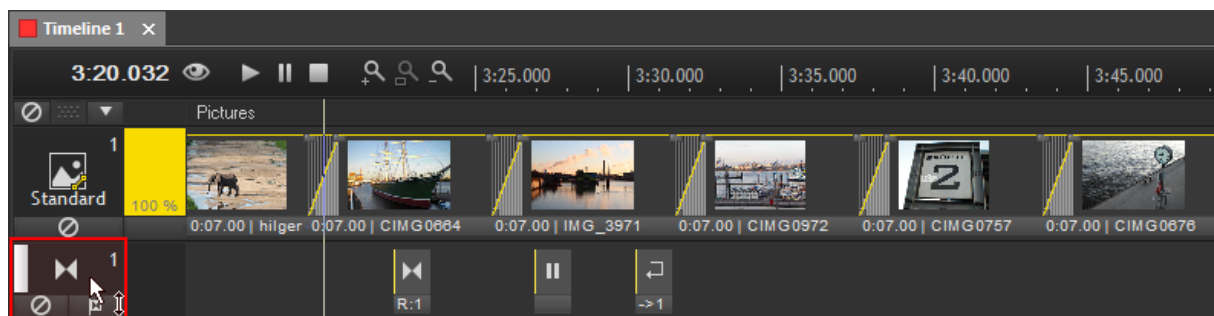 Timeline 1
3:20.032
3:25.000 3:30.000 3:35.000 3:40.000 3:45.000
Pictures
1
Standard
100 %
2
0:07.00 | hilger 0:07.00 | CIMG0664 0:07.00 | IMG_3971 0:07.00 | CIMG0972 0:07.00 | CIMG0757 0:07.00 | CIMG0676
1
R:1 ->1